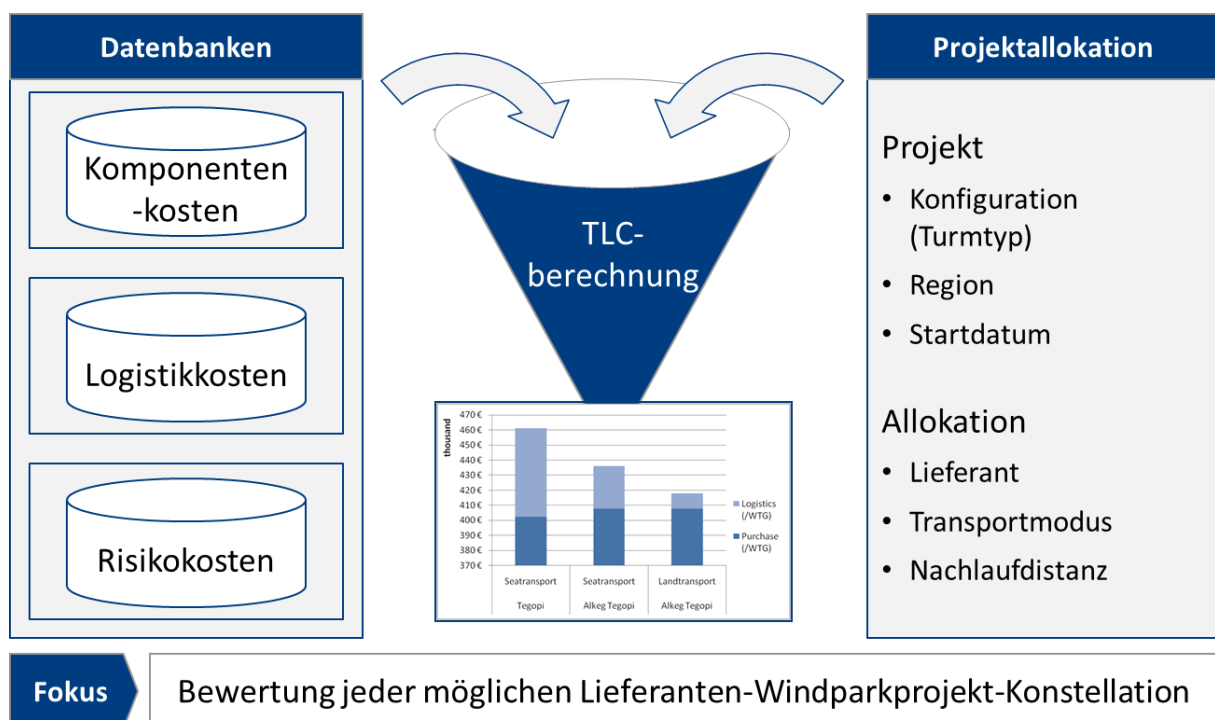 Datenbanken
Komponenten
-kosten
Logistikkosten
Risikokosten
TLC-
berechnung
thousand
470 €
460 €
450 €
440 €
430 €
420 €
410 €
400 €
390 €
380 €
370 €
Seatransport
Seatransport
Landtransport
Tegopi
Alkeg Tegopi
Alkeg Tegopi
Logistics
(/WTG)
Purchase
(/WTG)
Projektallokation
Projekt
• Konfiguration
(Turmtyp)
• Region
• Startdatum
Allokation
• Lieferant
• Transportmodus
• Nachlaufdistanz
Fokus
Bewertung jeder möglichen Lieferanten-Windparkprojekt-Konstellation